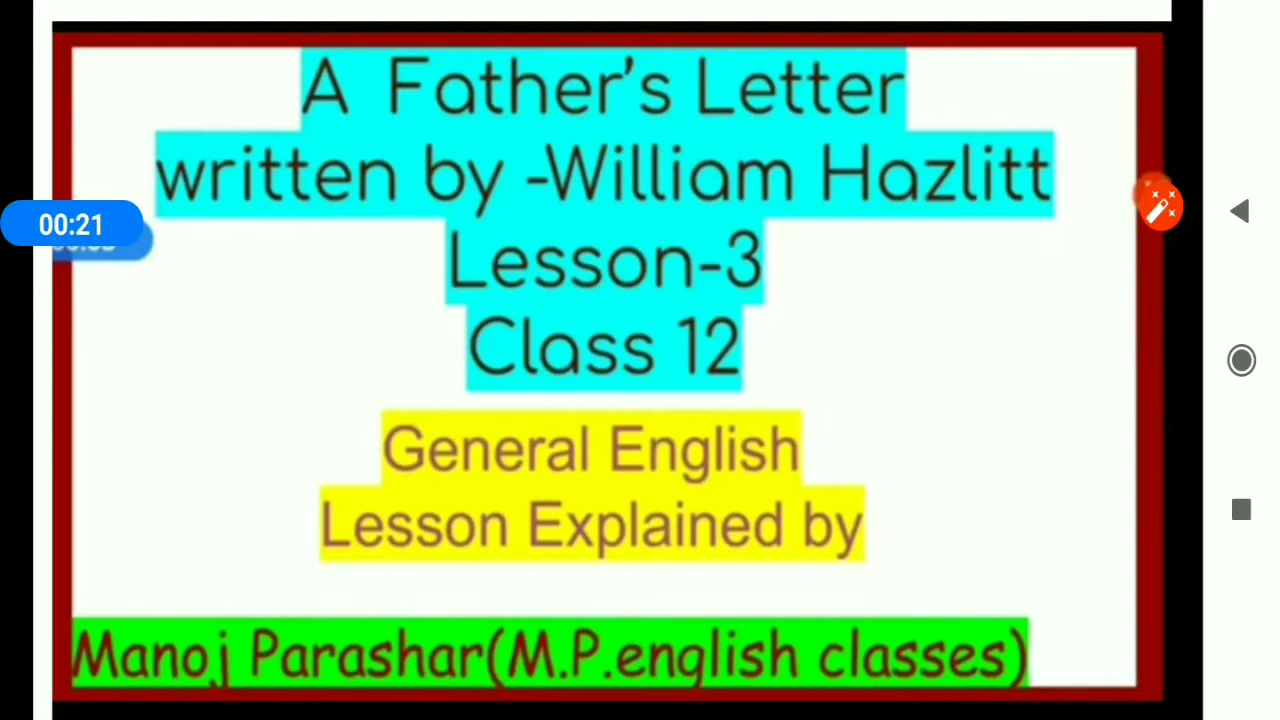 A Father's Letter
written by -William Hazlitt
00:21
Lesson-3
Class 12
General English
Lesson Explained by
Manoj Parashar(M.P.english classes)